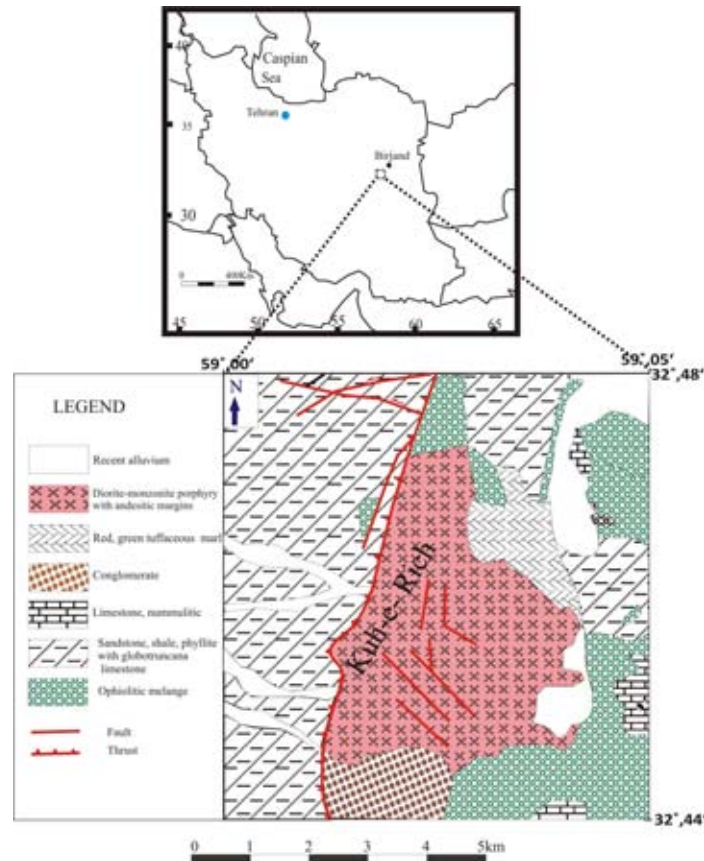 40
Caspian
Sea
Tehran
35
Birjand
30
0 400Km
45 50 55 60 65
59°,00' 59°,05'
32°,48'
N
LEGEND
Recent alluvium
Diorite-monzonite porphyry
with andesitic margins
Red, green tuffaceous marl
Conglomerate
Limestone, nummulitic
Sandstone, shale, phyllite
with globotruncana
limestone
Ophiolitic melange
Fault
Thrust
Kuh-e- Rich
32°,44'
0 1 2 3 4 5km